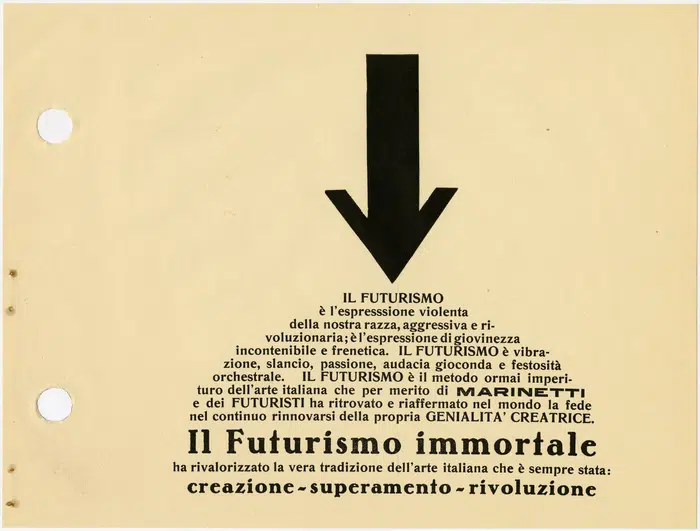 IL FUTURISMO
è l'espresssione violenta
della nostra razza, aggressiva e ri-
voluzionaria; è l'espressione di giovinezza
incontenibile e frenetica. IL FUTURISMO è vibra-
zione, slancio, passione, audacia gioconda e festosità
orchestrale. IL FUTURISMO è il metodo ormai imperi-
turo dell'arte italiana che per merito di MARINETTI
e dei FUTURISTI ha ritrovato e riaffermato nel mondo la fede
nel continuo rinnovarsi della propria GENIALITA' CREATRICE.
Il Futurismo immortale
ha rivalorizzato la vera tradizione dell'arte italiana che è sempre stata:
creazione - superamento - rivoluzione